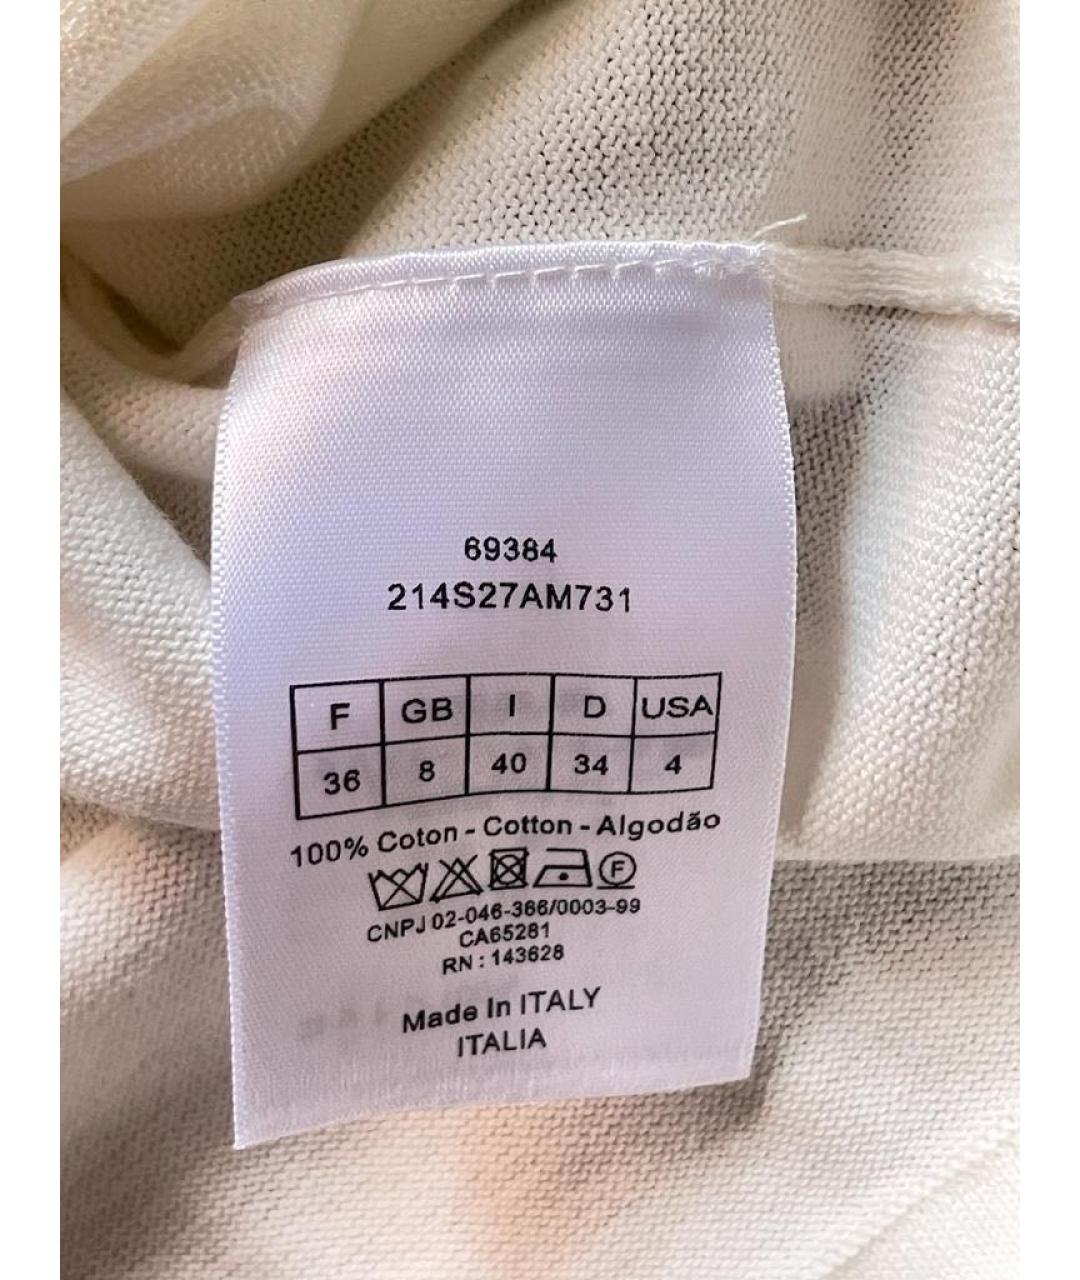 69384
214S27AM731
F GB I D USA
36 8 40 34 4
100% Coton - Cotton - Algodão
F
CNPJ 02-046-366/0003-99
CA65281
RN : 143628
Made In ITALY
ITALIA